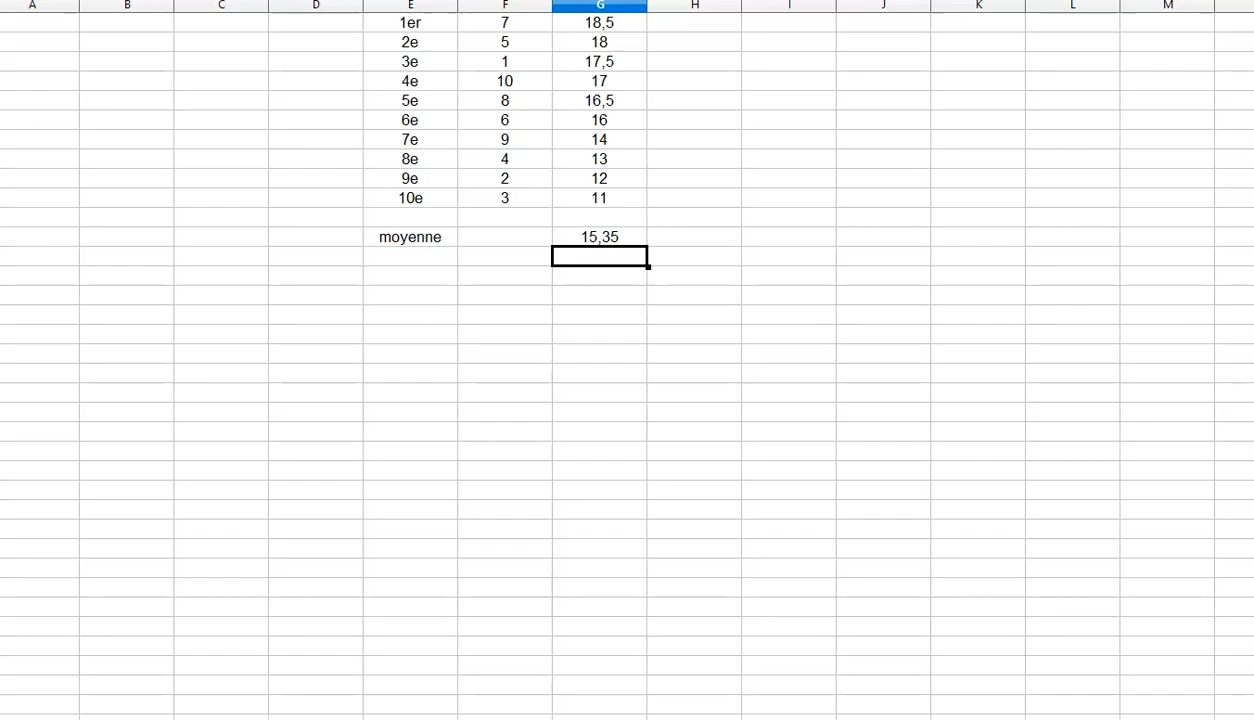 A B C D E F G H I J K L M
1er 7 18,5
2e 5 18
3e 1 17,5
4e 10 17
5e 8 16,5
6e 6 16
7e 9 14
8e 4 13
9e 2 12
10e 3 11
moyenne 15,35